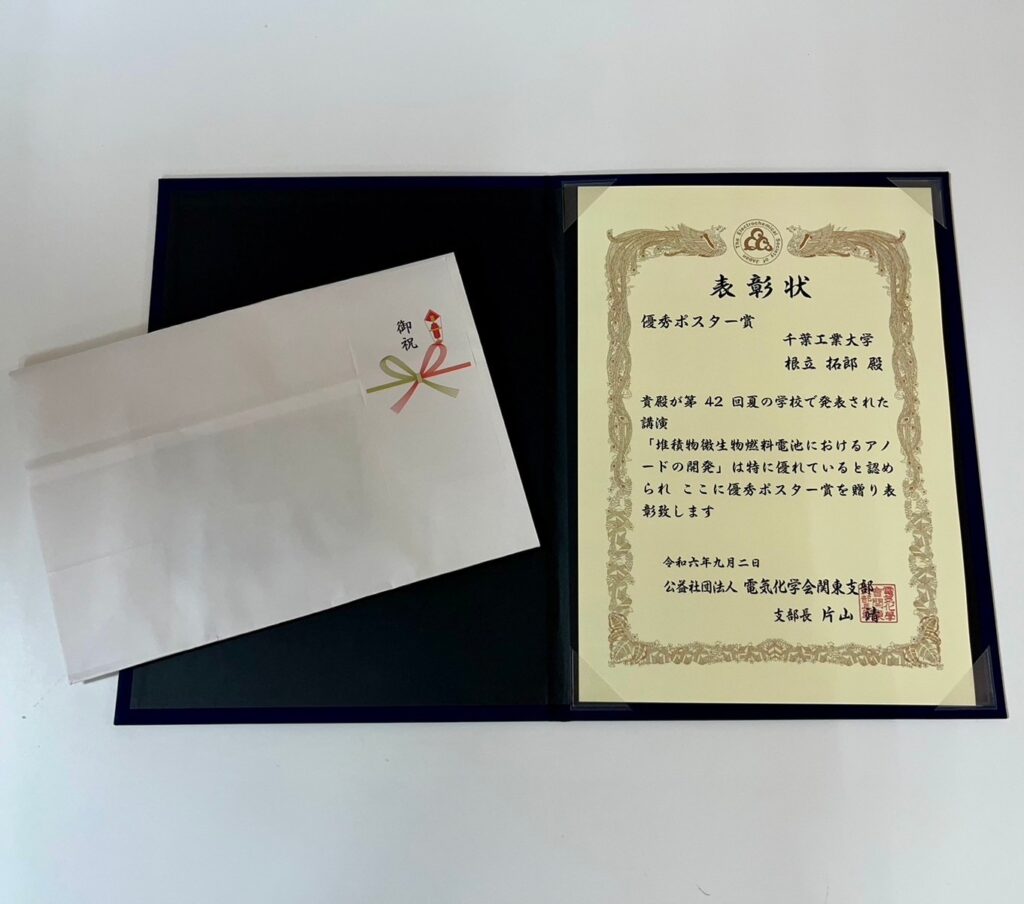 御祝
The Electrochemical Society of Japan
表彰状
優秀ポスター賞
千葉工業大学
根立 拓郎 殿
貴殿が第 42 回夏の学校で発表された
講演
「堆積物微生物燃料電池におけるアノ
ードの開発」は特に優れていると認め
られ ここに優秀ポスター賞を贈り表
彰致します
令和六年九月二日
公益社団法人 電気化学会関東支部
支部長 片山 靖